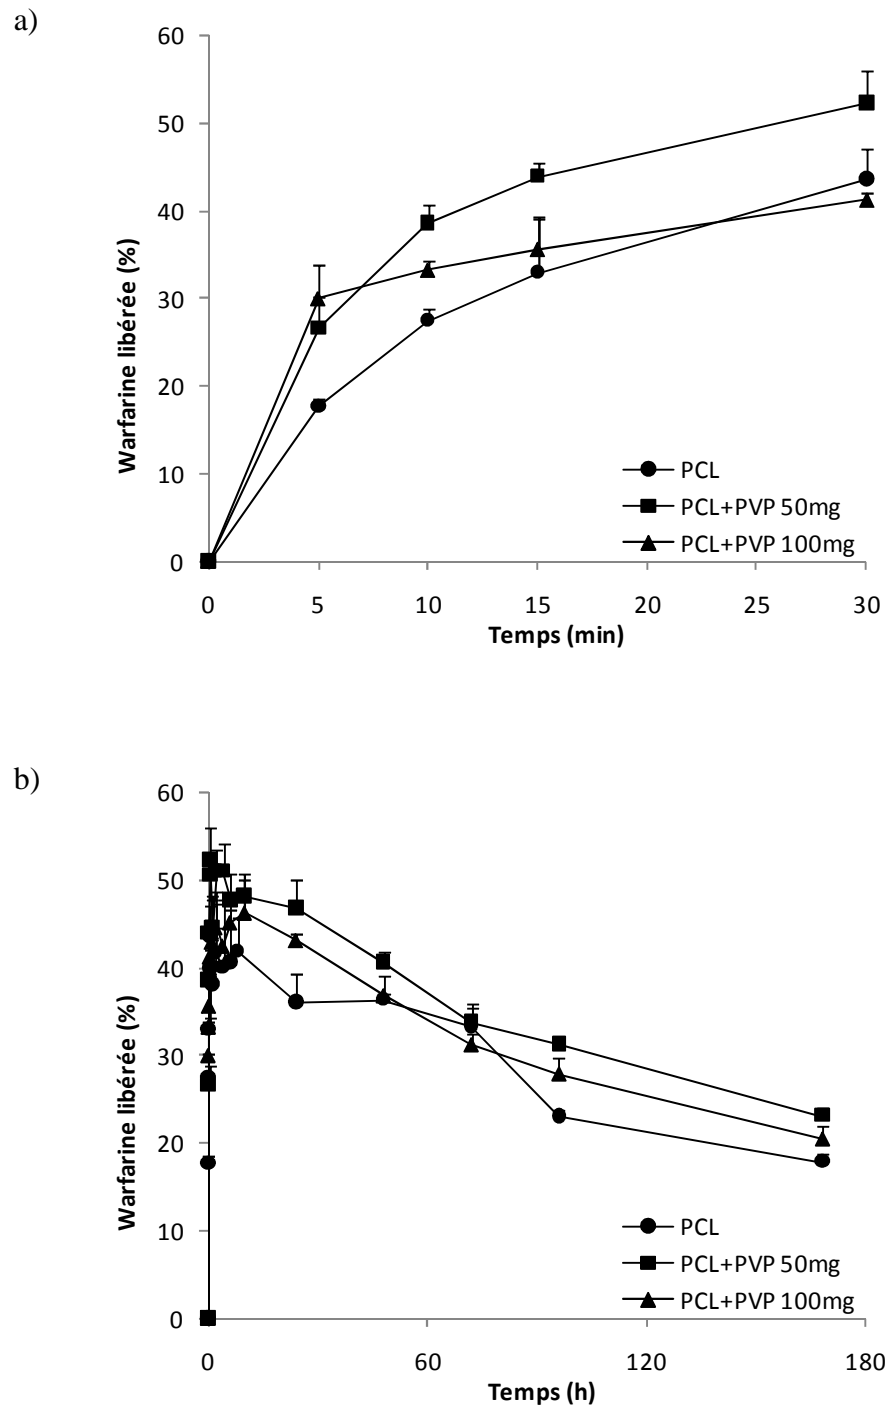 a)
60
50
40
30
20
10
0
Warfarine libérée (%)
PCL
PCL+PVP 50mg
PCL+PVP 100mg
0 5 10 15 20 25 30
Temps (min)
b)
60
50
40
30
20
10
0
Warfarine libérée (%)
PCL
PCL+PVP 50mg
PCL+PVP 100mg
0 60 120 180
Temps (h)